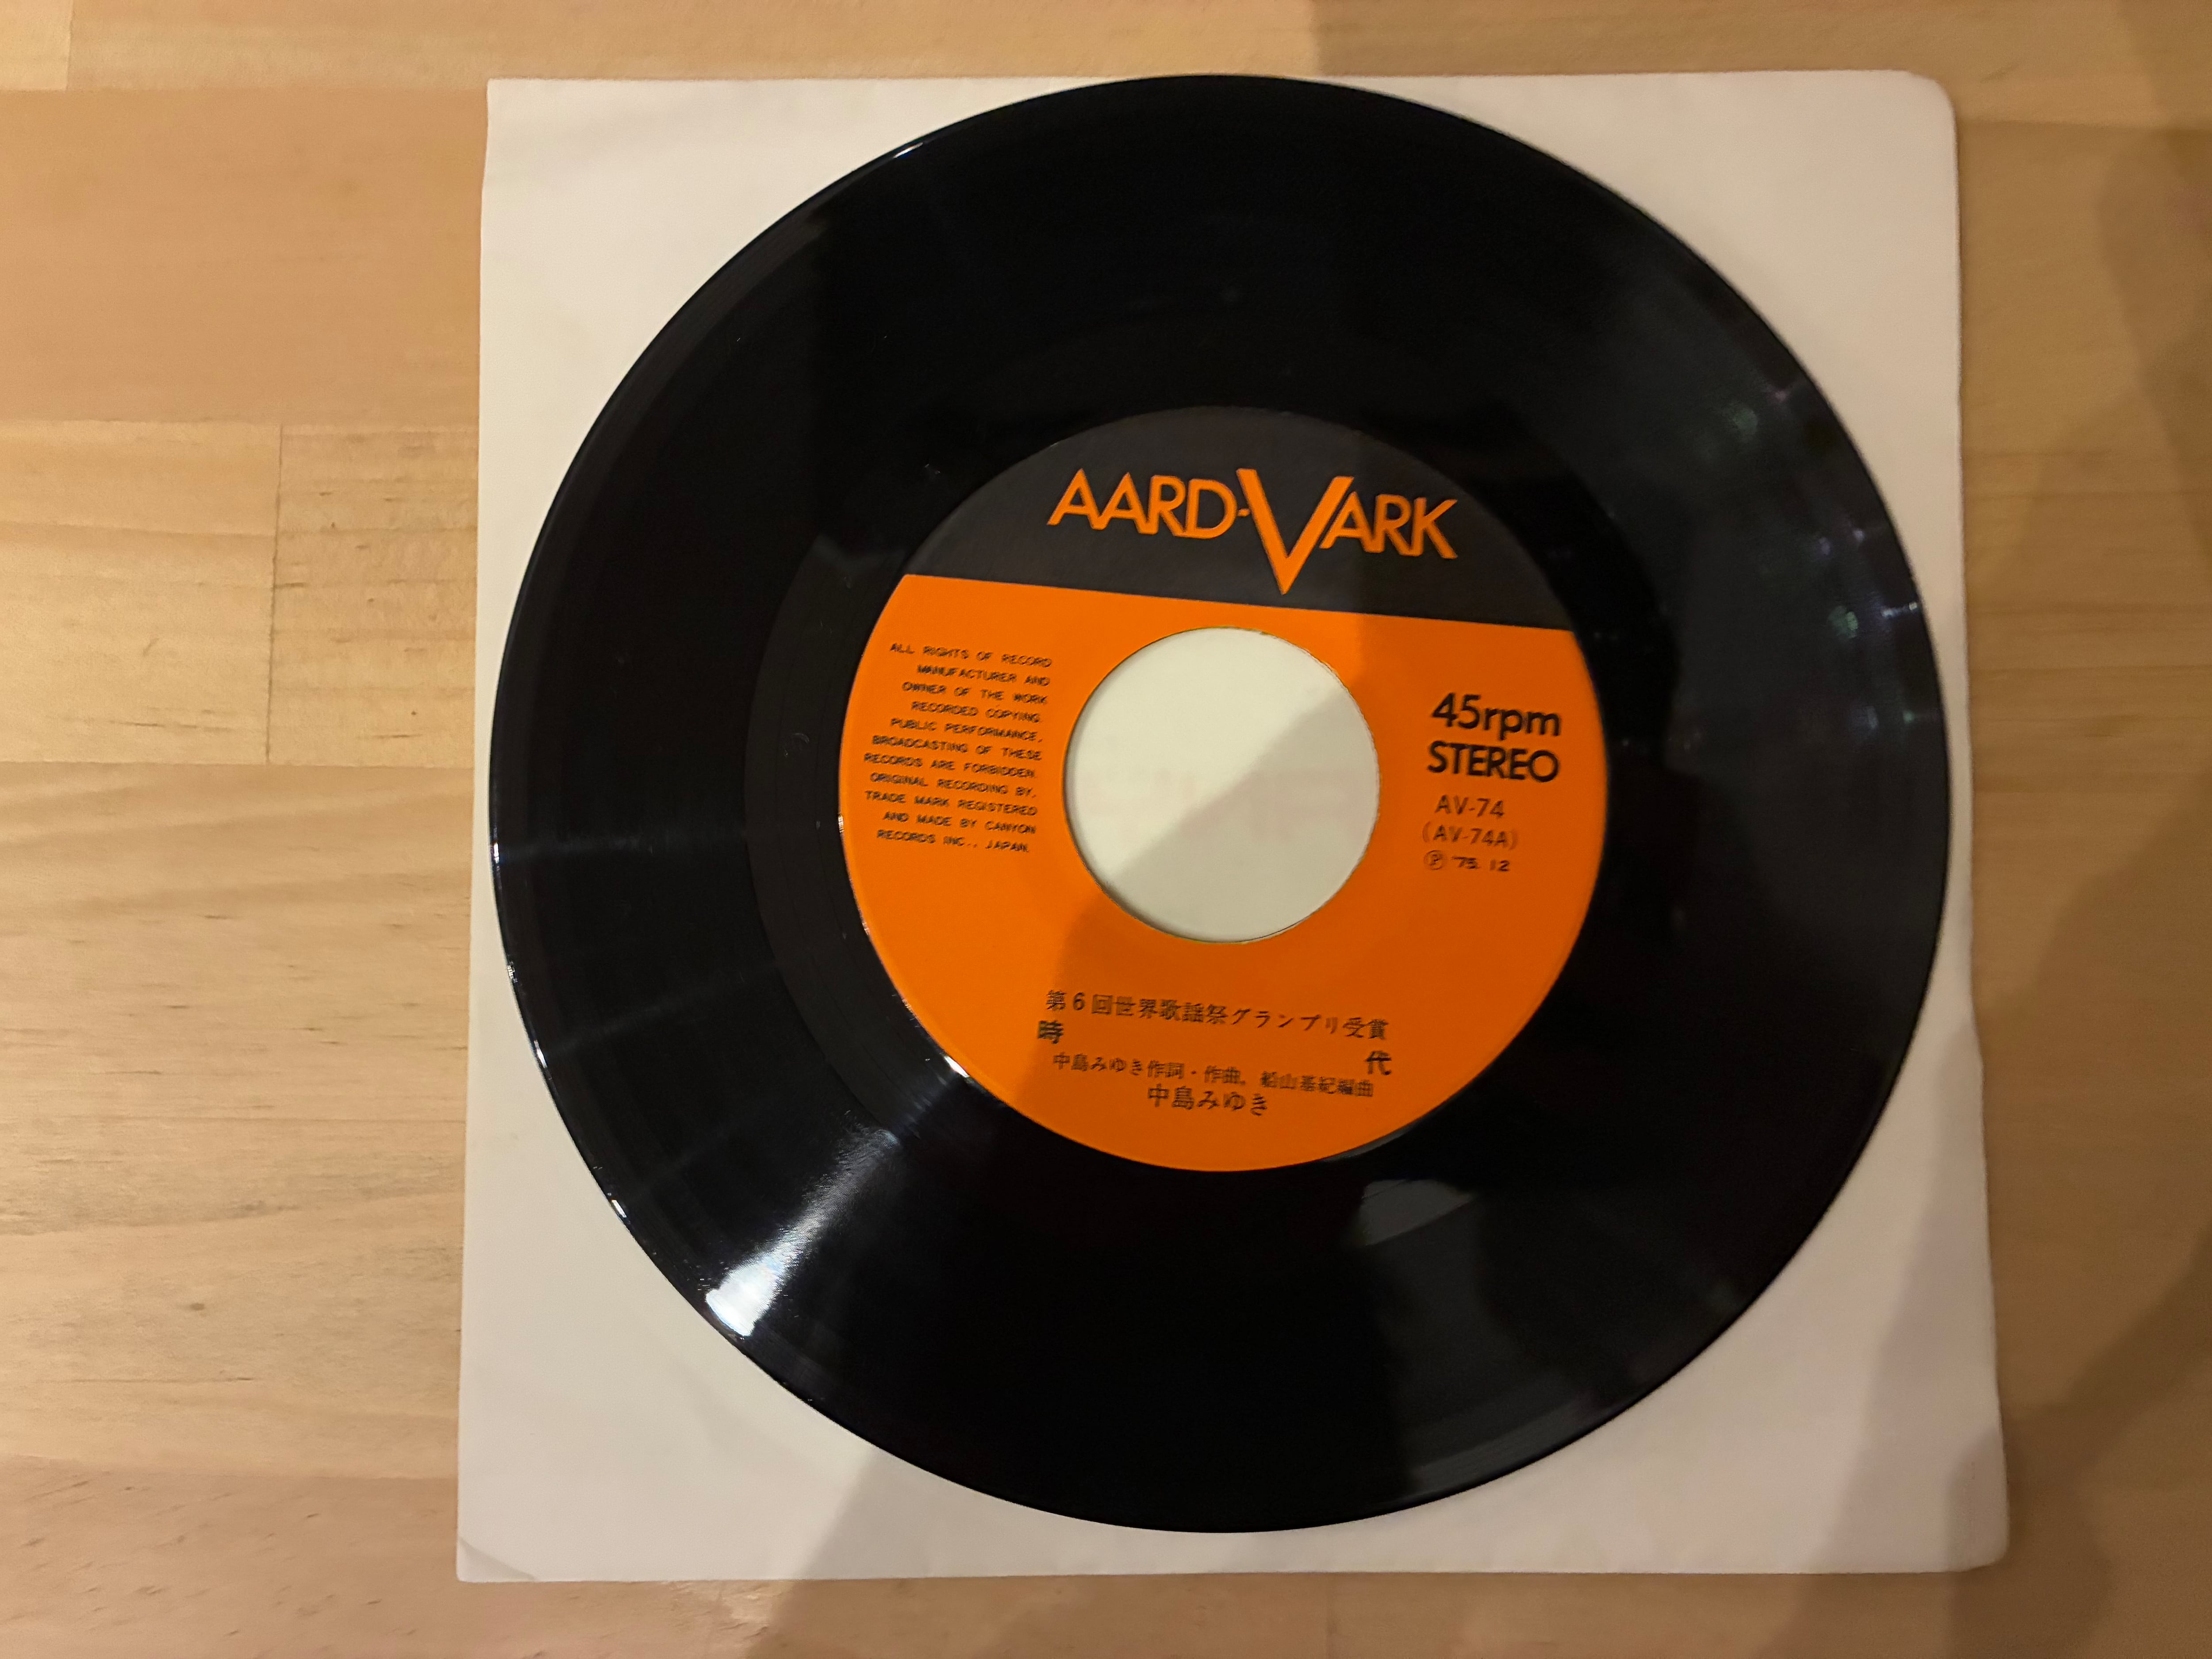 AARD-VARK
ALL RIGHTS OF RECORD
MANUFACTURER AND
OWNER OF THE WORK
RECORDED COPYING.
PUBLIC PERFORMANCE,
BROADCASTING OF THESE
RECORDS ARE FORBIDDEN.
ORIGINAL RECORDING BY,
TRADE MARK REGISTERED
AND MADE BY CANYON
RECORDS INC., JAPAN.
45rpm
STEREO
AV-74
(AV-74A)
Ⓟ '75. 12
第6回世界歌謡祭グランプリ受賞
時代
中島みゆき作詞・作曲, 船山基紀編曲
中島みゆき